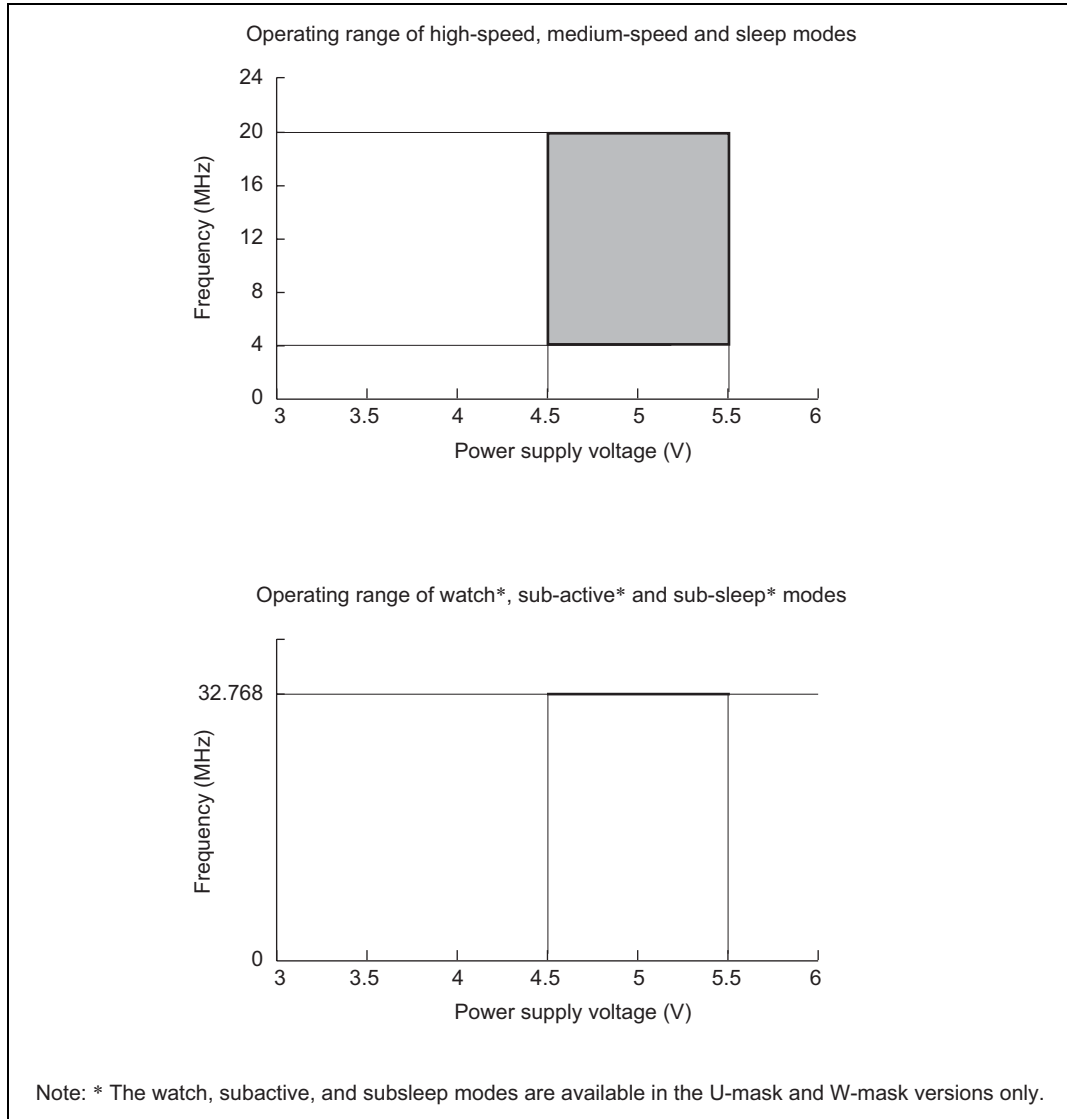 Operating range of high-speed, medium-speed and sleep modes
24
20
16
12
8
4
0
Frequency (MHz)
3 3.5 4 4.5 5 5.5 6
Power supply voltage (V)
Operating range of watch*, sub-active* and sub-sleep* modes
32.768
0
Frequency (MHz)
3 3.5 4 4.5 5 5.5 6
Power supply voltage (V)
Note: * The watch, subactive, and subsleep modes are available in the U-mask and W-mask versions only.